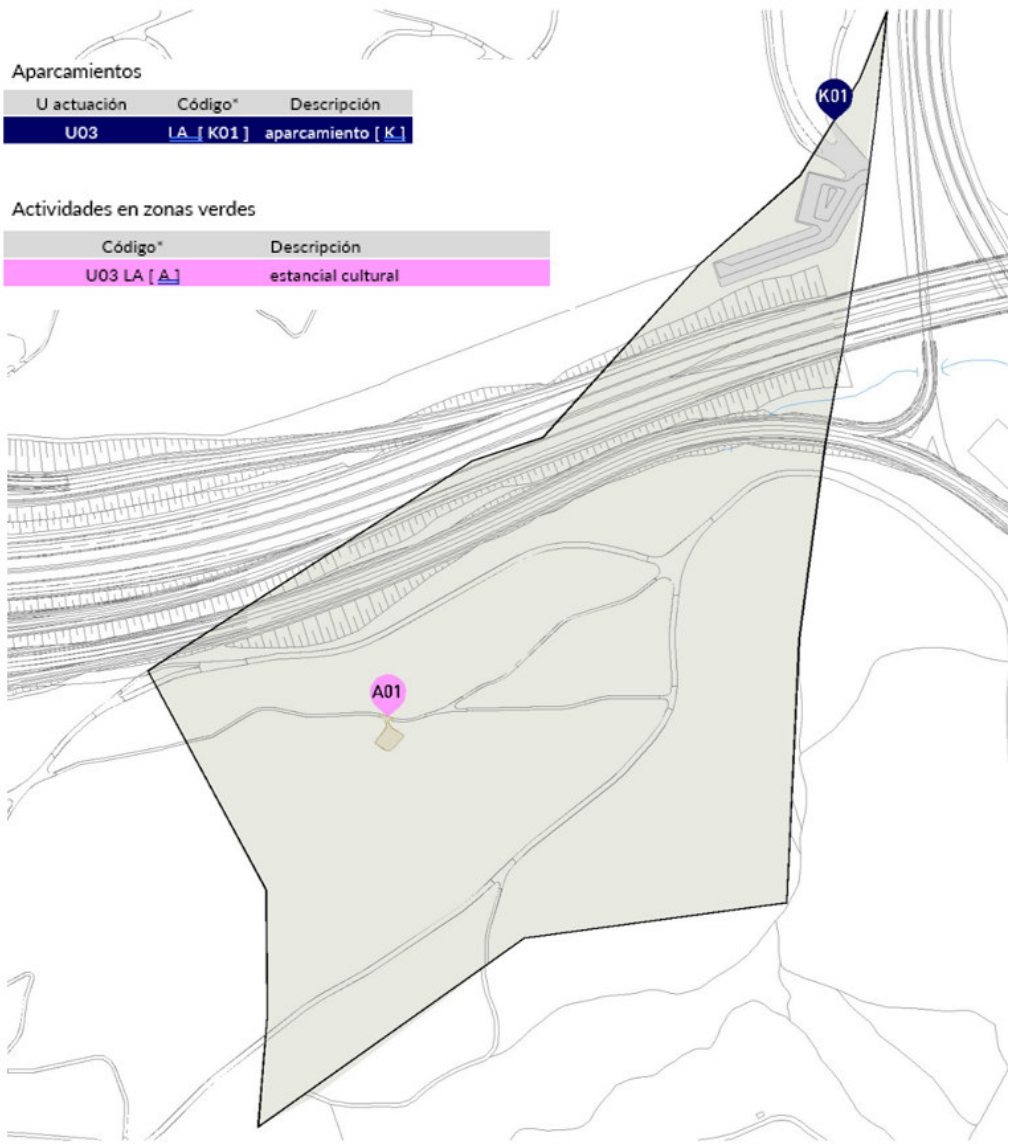 Aparcamientos
U actuación Código* Descripción
U03 LA [ K01 ] aparcamiento [ K ]
Actividades en zonas verdes
Código* Descripción
U03 LA [ A ] estancial cultural
K01
A01